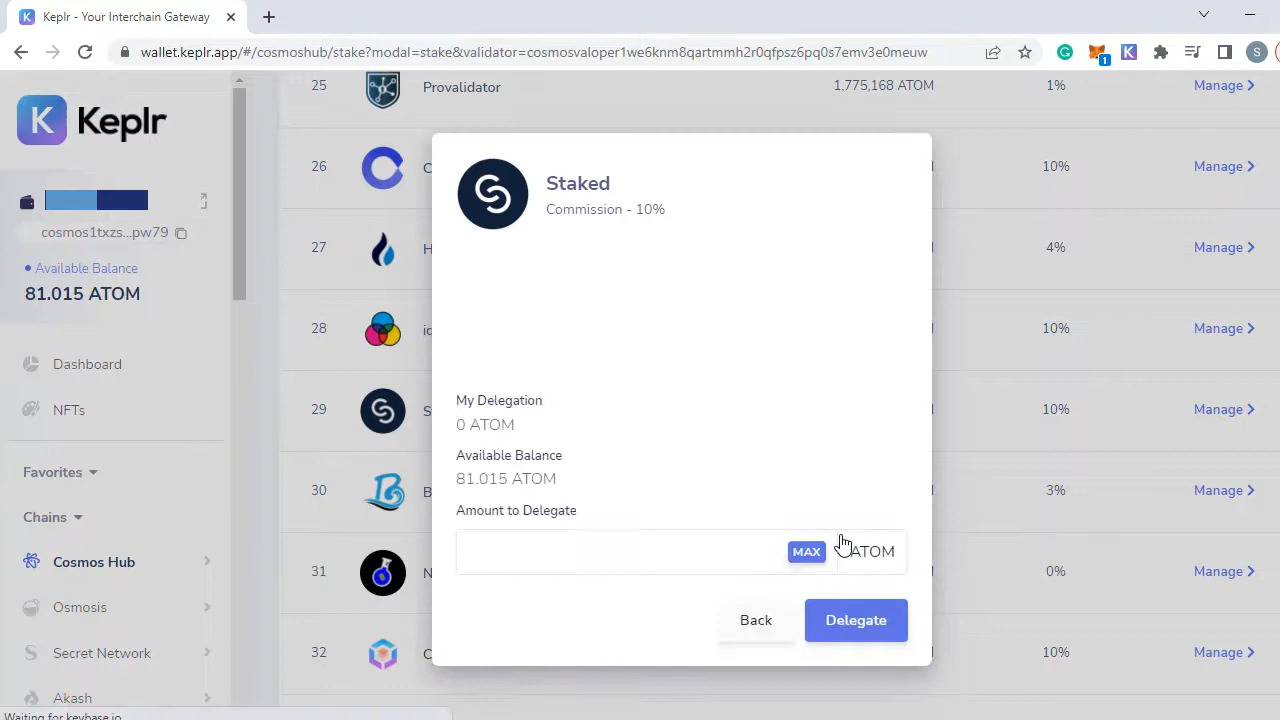 Keplr - Your Interchain Gateway
wallet.keplr.app/#/cosmoshub/stake?modal=stake&validator=cosmosvaloper1we6knm8qartmmh2r0qfpsz6pq0s7emv3e0meuw
1
S
K Keplr
cosmos1txzs...pw79
Available Balance
81.015 ATOM
Dashboard
NFTs
Favorites
Chains
Cosmos Hub
Osmosis
Secret Network
Akash
Waiting for keybase.io
25 Provalidator 1,775,168 ATOM 1% Manage
26 C 10% Manage
27 H 4% Manage
28 ic 10% Manage
29 S 10% Manage
30 B 3% Manage
31 N 0% Manage
32 C 10% Manage
Staked
Commission - 10%
My Delegation
0 ATOM
Available Balance
81.015 ATOM
Amount to Delegate
MAX ATOM
Back Delegate